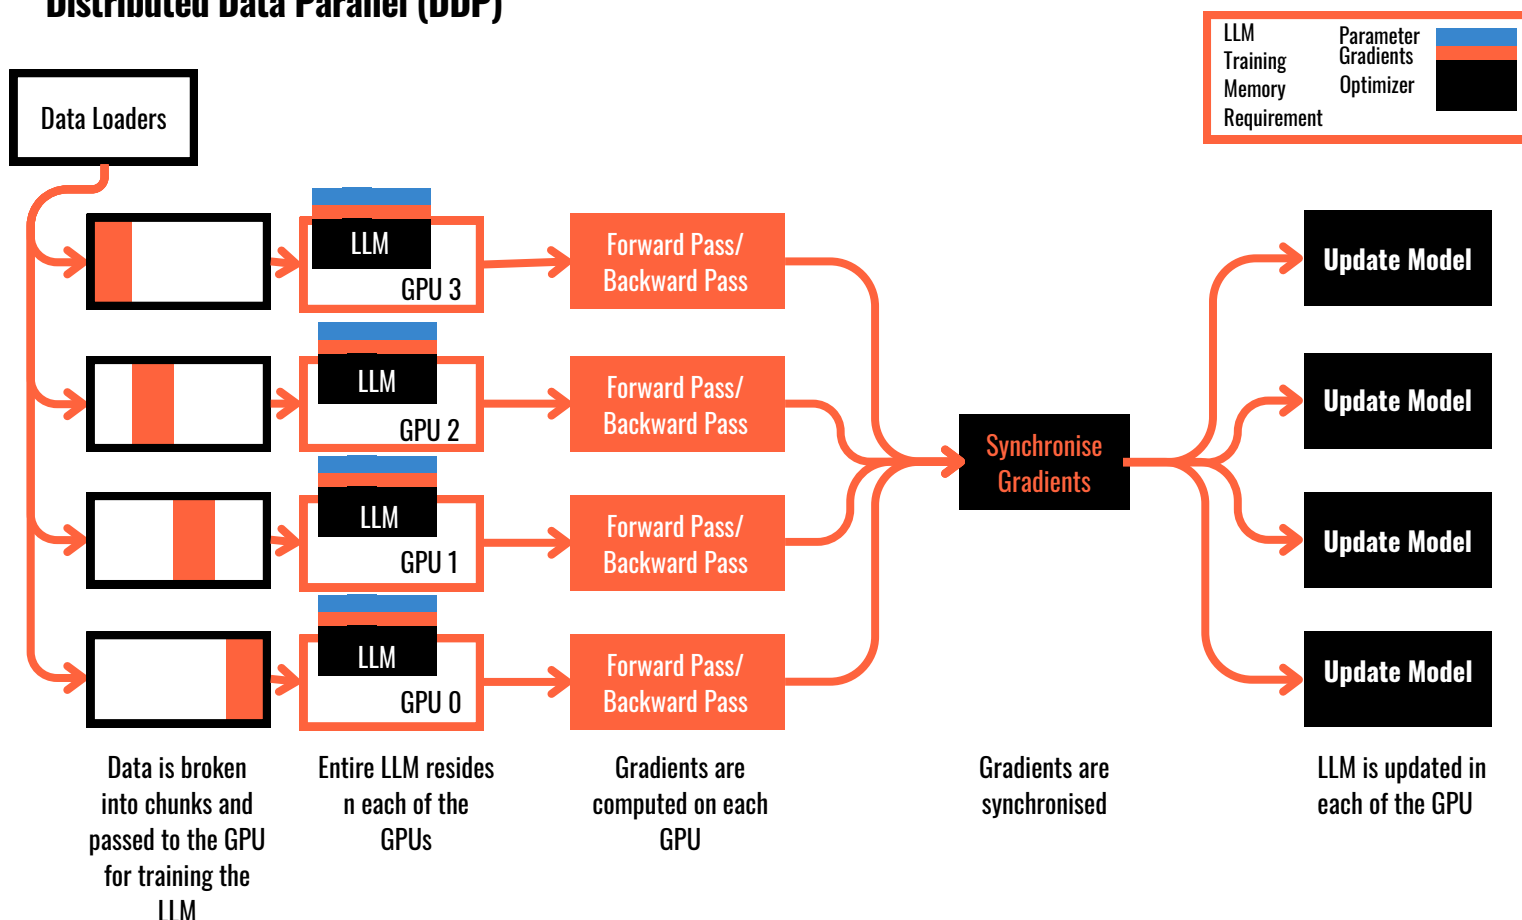 Distributed Data Parallel (DDP)
LLM
Training
Memory
Requirement
Parameter
Gradients
Optimizer
Data Loaders
LLM
GPU 3
Forward Pass/
Backward Pass
Update Model
LLM
GPU 2
Forward Pass/
Backward Pass
Update Model
Synchronise
Gradients
LLM
GPU 1
Forward Pass/
Backward Pass
Update Model
LLM
GPU 0
Forward Pass/
Backward Pass
Update Model
Data is broken
into chunks and
passed to the GPU
for training the
LLM
Entire LLM resides
n each of the
GPUs
Gradients are
computed on each
GPU
Gradients are
synchronised
LLM is updated in
each of the GPU